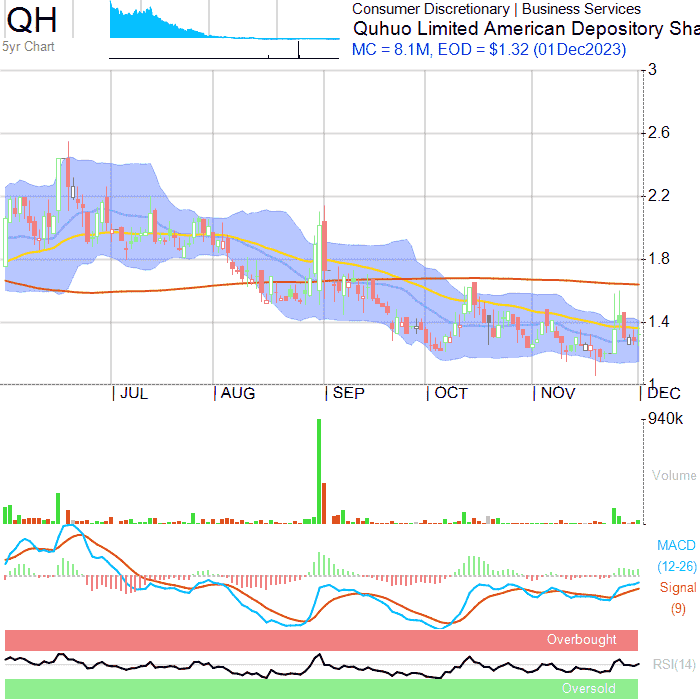 QH
5yr Chart
Consumer Discretionary | Business Services
Quhuo Limited American Depository Sha
MC = 8.1M, EOD = $1.32 (01Dec2023)
3
2.6
2.2
1.8
1.4
1
JUL AUG SEP OCT NOV DEC
940k
Volume
MACD
(12-26)
Signal
(9)
Overbought
RSI(14)
Oversold